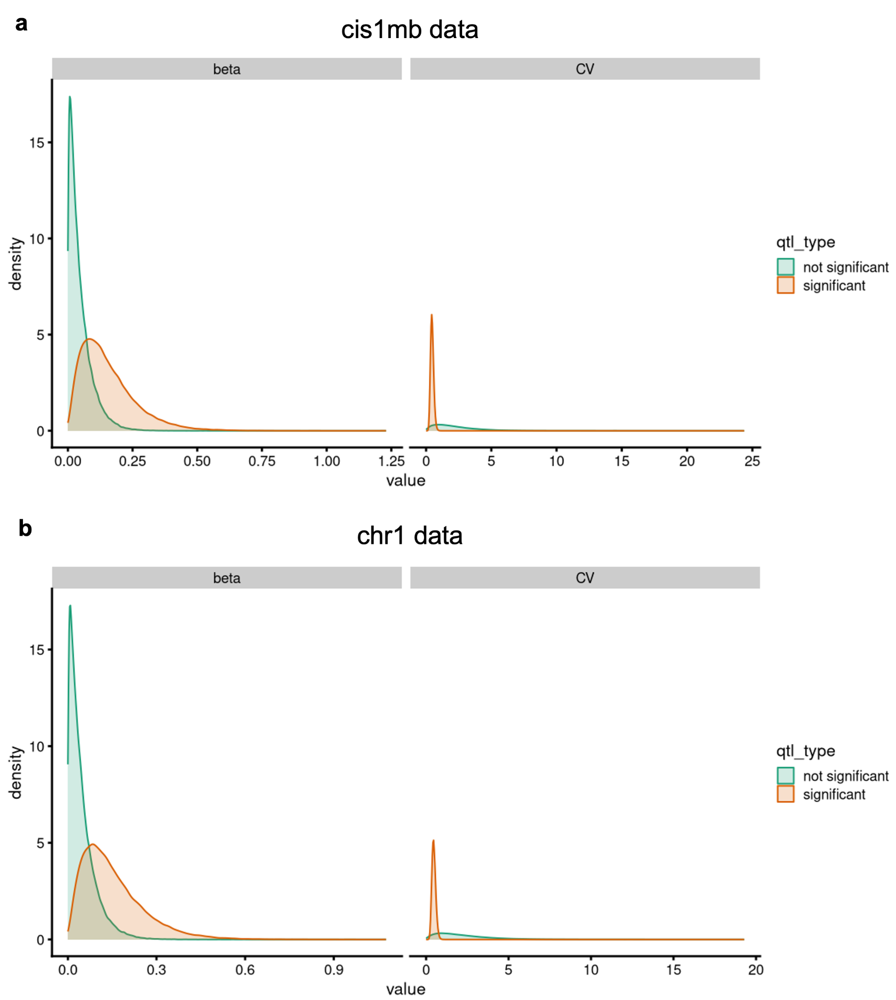 a
cis1mb data
beta CV
15
10
5
0
density
0.00 0.25 0.50 0.75 1.00 1.25 0 5 10 15 20 25
value
qtl_type
not significant
significant
b
chr1 data
beta CV
15
10
5
0
density
0.0 0.3 0.6 0.9 0 5 10 15 20
value
qtl_type
not significant
significant